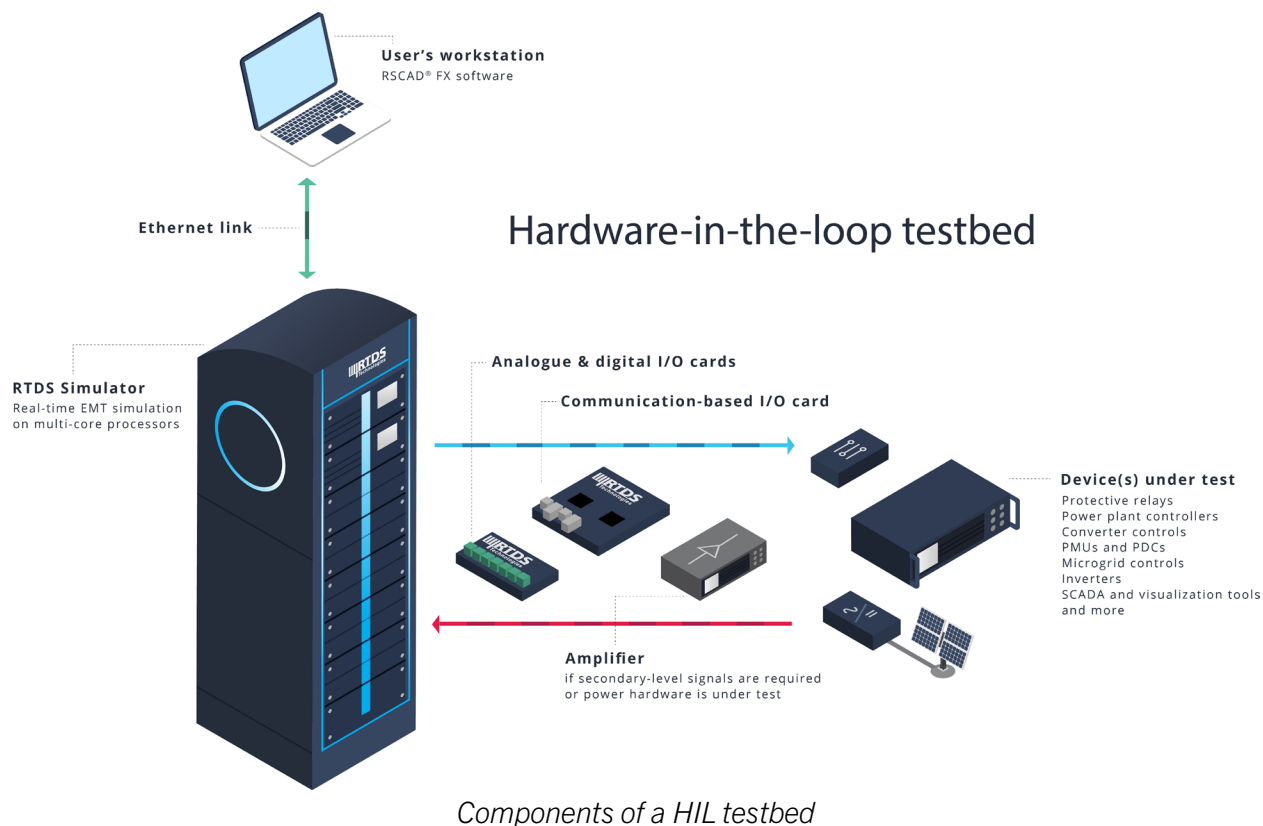 User's workstation
RSCAD® FX software
Ethernet link
Hardware-in-the-loop testbed
RTDS
Technologies
RTDS Simulator
Real-time EMT simulation
on multi-core processors
Analogue & digital I/O cards
Communication-based I/O card
RTDS
Technologies
RTDS
Technologies
Device(s) under test
Protective relays
Power plant controllers
Converter controls
PMUs and PDCs
Microgrid controls
Inverters
SCADA and visualization tools
and more
Amplifier
if secondary-level signals are required
or power hardware is under test
Components of a HIL testbed